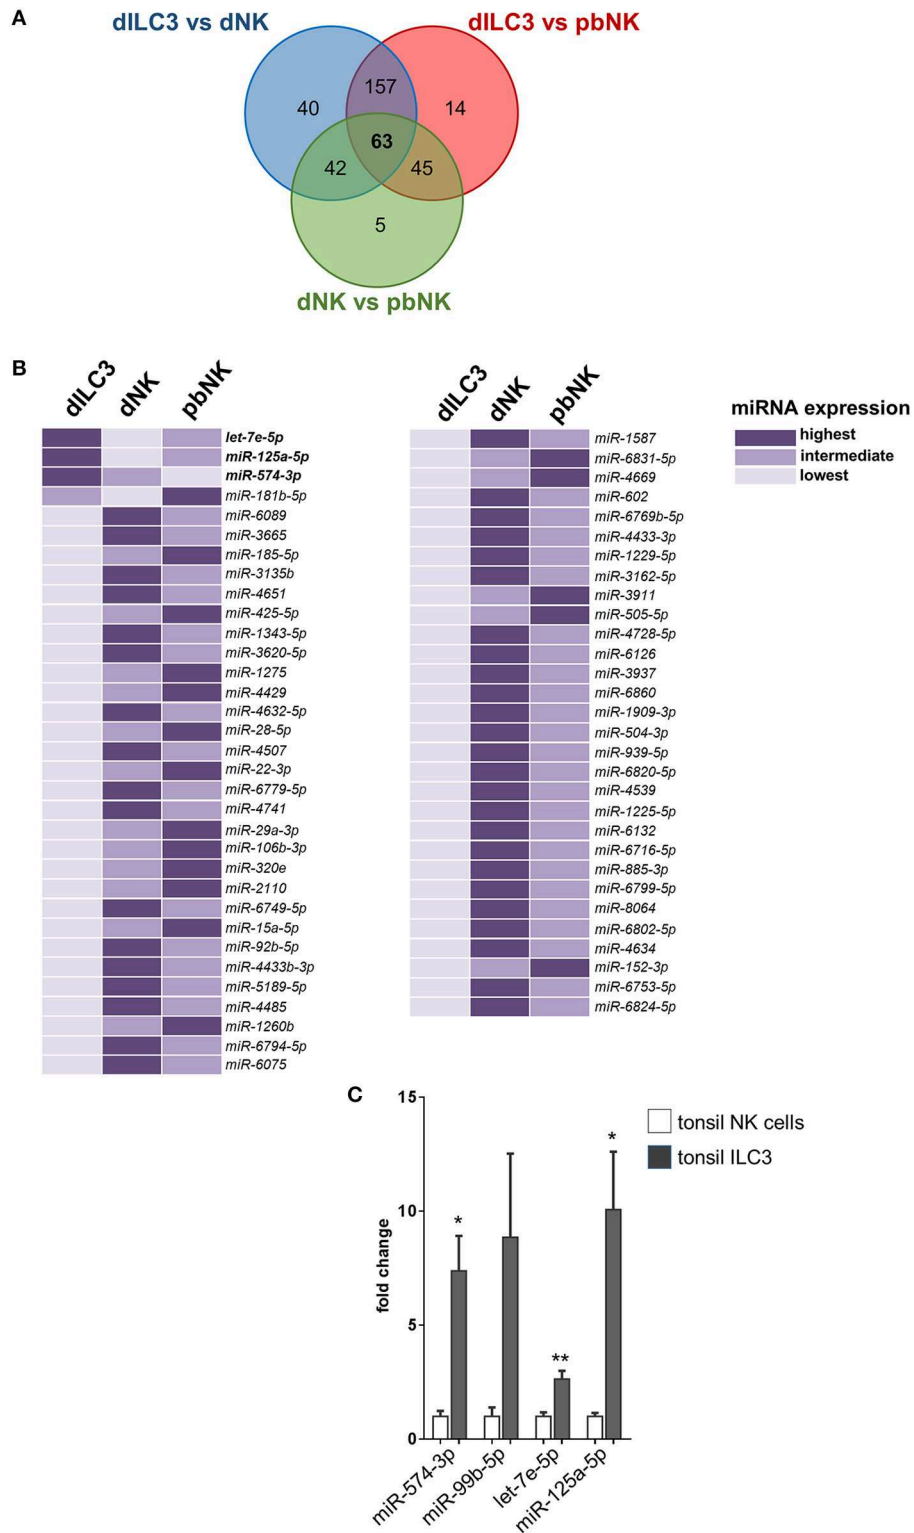 A
dILC3 vs dNK
dILC3 vs pbNK
157
40
14
63
42
45
5
dNK vs pbNK
B
dILC3
dNK
pbNK
dILC3
dNK
pbNK
miRNA expression
highest
intermediate
lowest
let-7e-5p
miR-125a-5p
miR-574-3p
miR-181b-5p
miR-6089
miR-3665
miR-185-5p
miR-3135b
miR-4651
miR-425-5p
miR-1343-5p
miR-3620-5p
miR-1275
miR-4429
miR-4632-5p
miR-28-5p
miR-4507
miR-22-3p
miR-6779-5p
miR-4741
miR-29a-3p
miR-106b-3p
miR-320e
miR-2110
miR-6749-5p
miR-15a-5p
miR-92b-5p
miR-4433b-3p
miR-5189-5p
miR-4485
miR-1260b
miR-6794-5p
miR-6075
miR-1587
miR-6831-5p
miR-4669
miR-602
miR-6769b-5p
miR-4433-3p
miR-1229-5p
miR-3162-5p
miR-3911
miR-505-5p
miR-4728-5p
miR-6126
miR-3937
miR-6860
miR-1909-3p
miR-504-3p
miR-939-5p
miR-6820-5p
miR-4539
miR-1225-5p
miR-6132
miR-6716-5p
miR-885-3p
miR-6799-5p
miR-8064
miR-6802-5p
miR-4634
miR-152-3p
miR-6753-5p
miR-6824-5p
C
15
10
5
0
fold change
*
**
*
tonsil NK cells
tonsil ILC3
miR-574-3p
miR-99b-5p
let-7e-5p
miR-125a-5p